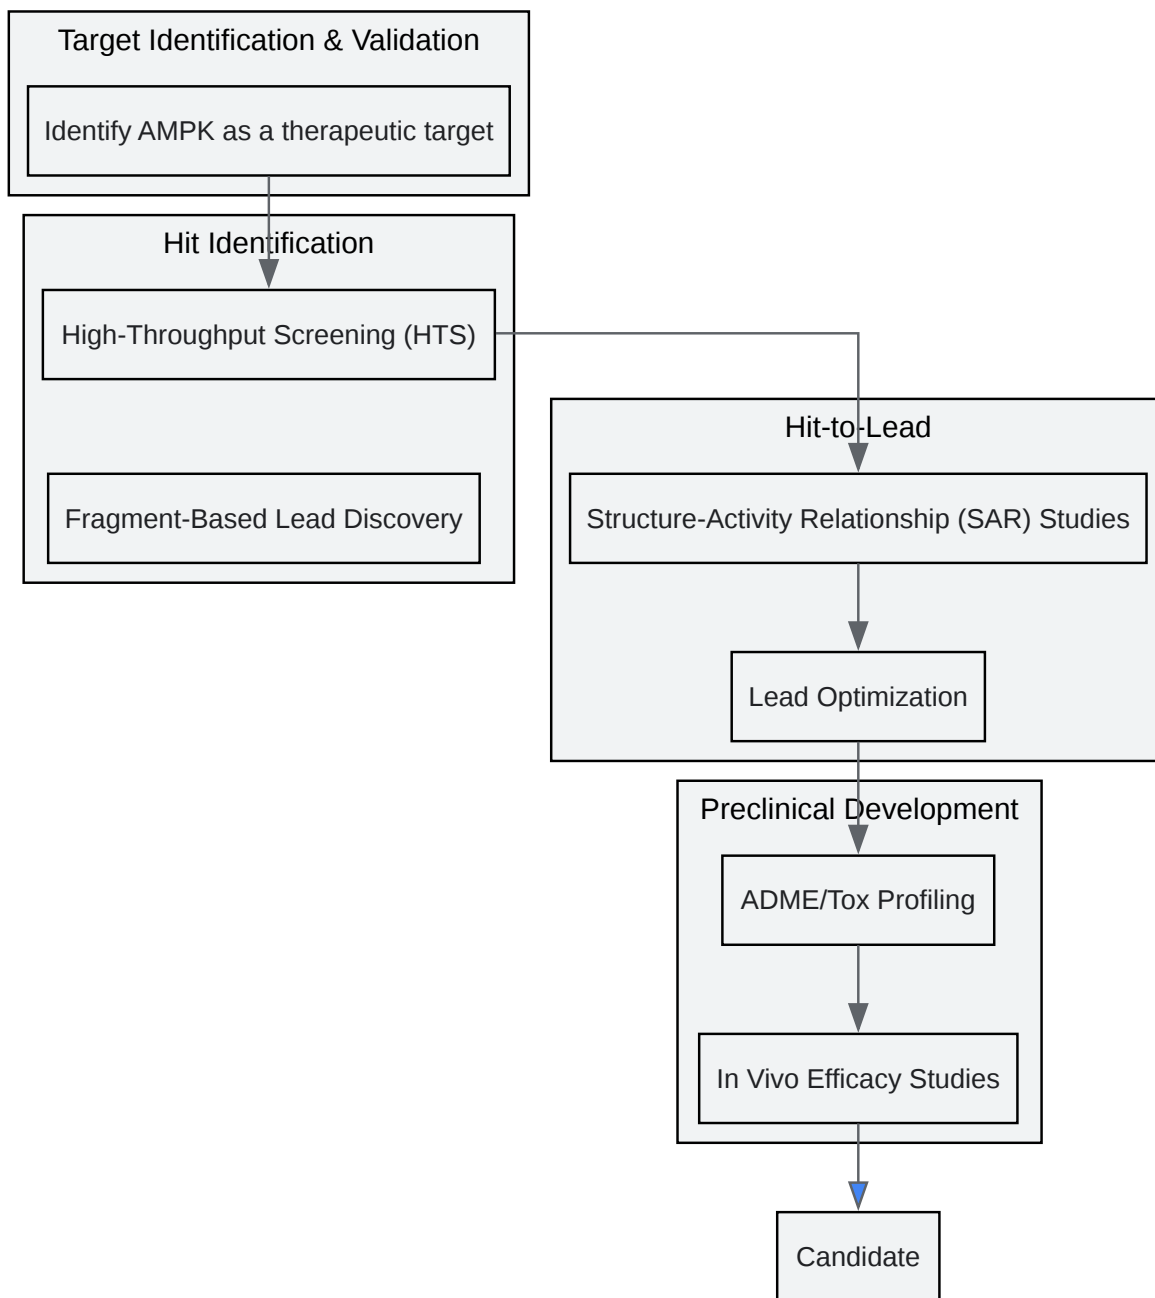 Target Identification & Validation
Identify AMPK as a therapeutic target
Hit Identification
High-Throughput Screening (HTS)
Fragment-Based Lead Discovery
Hit-to-Lead
Structure-Activity Relationship (SAR) Studies
Lead Optimization
Preclinical Development
ADME/Tox Profiling
In Vivo Efficacy Studies
Candidate